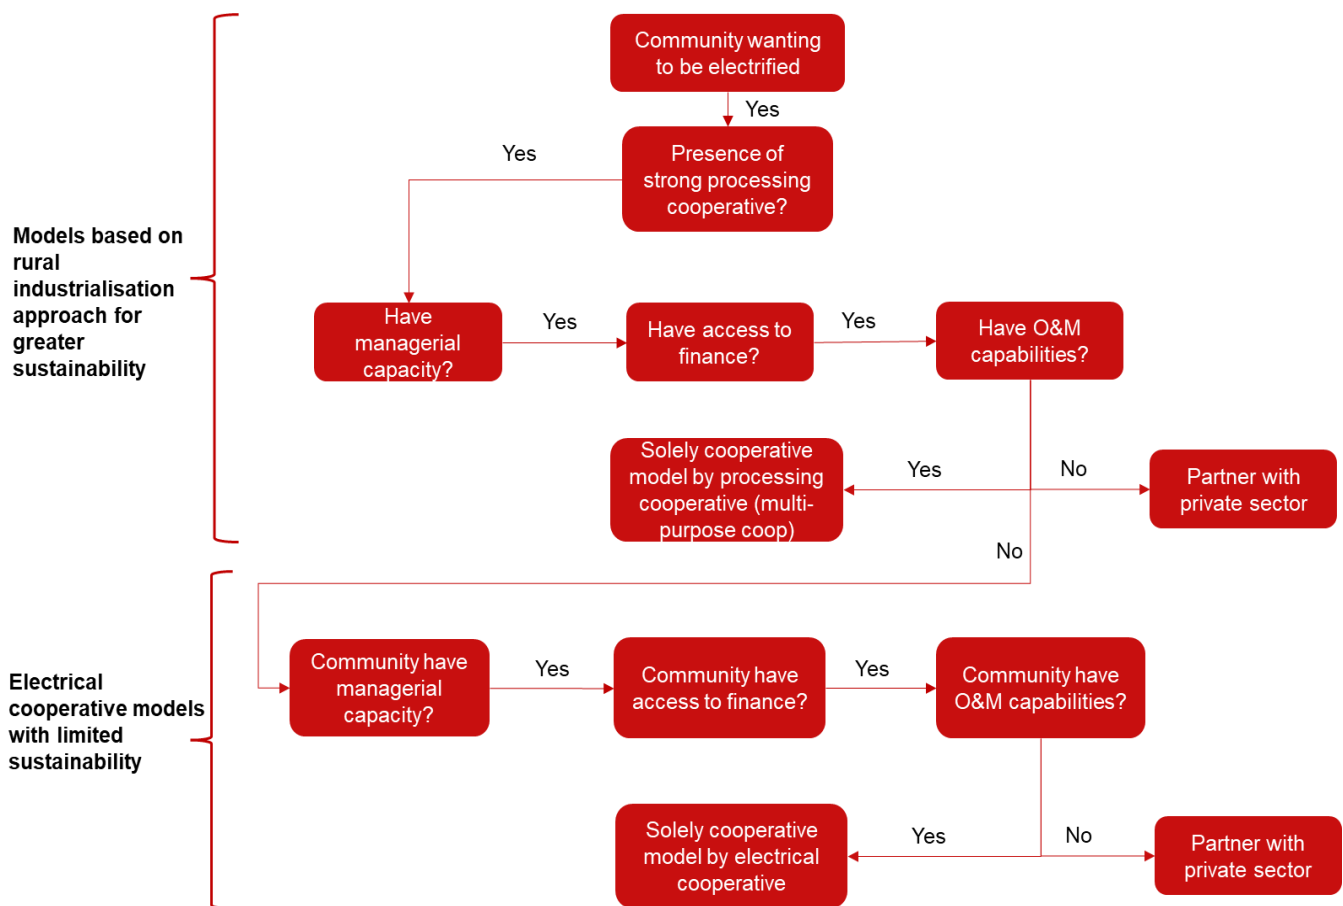 Community wanting
to be electrified
Yes
Yes
Presence of
strong processing
cooperative?
Models based on
rural
industrialisation
approach for
greater
sustainability
Have
managerial
capacity?
Yes
Have access to
finance?
Yes
Have O&M
capabilities?
Solely cooperative
model by processing
cooperative (multi-
purpose coop)
Yes
No
Partner with
private sector
No
Electrical
cooperative models
with limited
sustainability
Community have
managerial
capacity?
Yes
Community have
access to finance?
Yes
Community have
O&M capabilities?
Solely cooperative
model by electrical
cooperative
Yes
No
Partner with
private sector